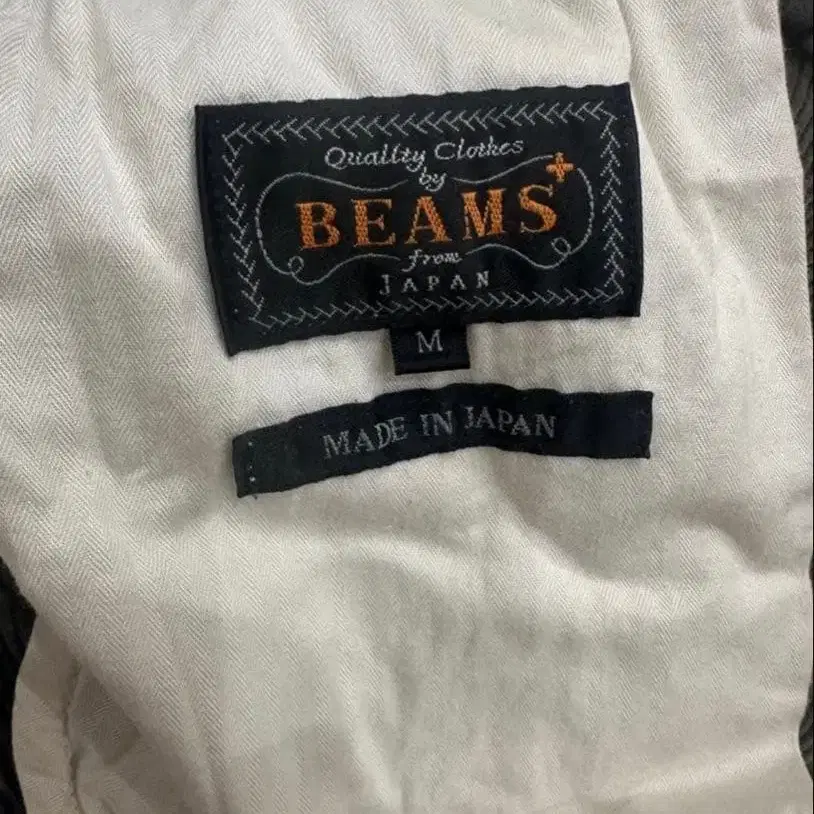 Quality Clothes
by
BEAMS+
from
JAPAN
M
MADE IN JAPAN